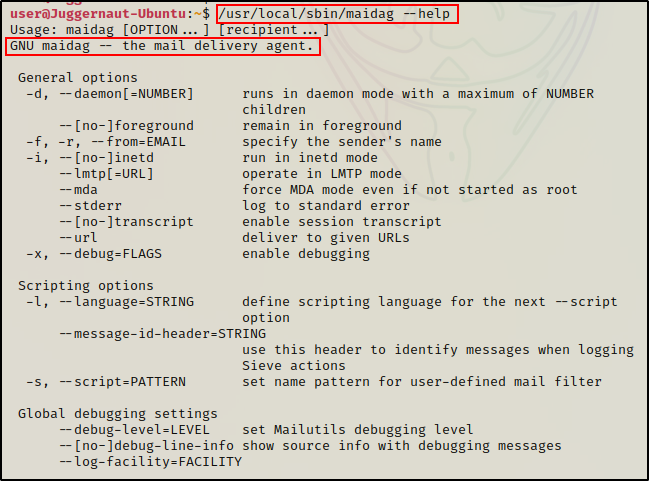 user@Juggernaut-Ubuntu:~$ /usr/local/sbin/maidag --help
Usage: maidag [OPTION...] [recipient...]
GNU maidag -- the mail delivery agent.
General options
-d, --daemon[=NUMBER] runs in daemon mode with a maximum of NUMBER
children
--[no-]foreground remain in foreground
-f, -r, --from=EMAIL specify the sender's name
-i, --[no-]inetd run in inetd mode
--lmtp[=URL] operate in LMTP mode
--mda force MDA mode even if not started as root
--stderr log to standard error
--[no-]transcript enable session transcript
--url deliver to given URLs
-x, --debug=FLAGS enable debugging
Scripting options
-l, --language=STRING define scripting language for the next --script
option
--message-id-header=STRING
use this header to identify messages when logging
Sieve actions
-s, --script=PATTERN set name pattern for user-defined mail filter
Global debugging settings
--debug-level=LEVEL set Mailutils debugging level
--[no-]debug-line-info show source info with debugging messages
--log-facility=FACILITY